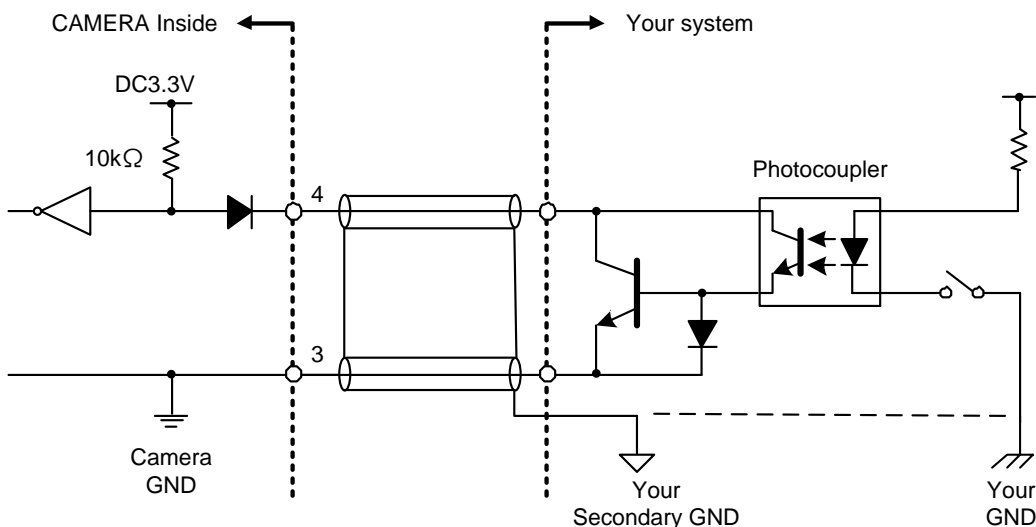 CAMERA Inside
Your system
DC3.3V
10kΩ
Photocoupler
4
3
Camera
GND
Your
Secondary GND
Your
GND